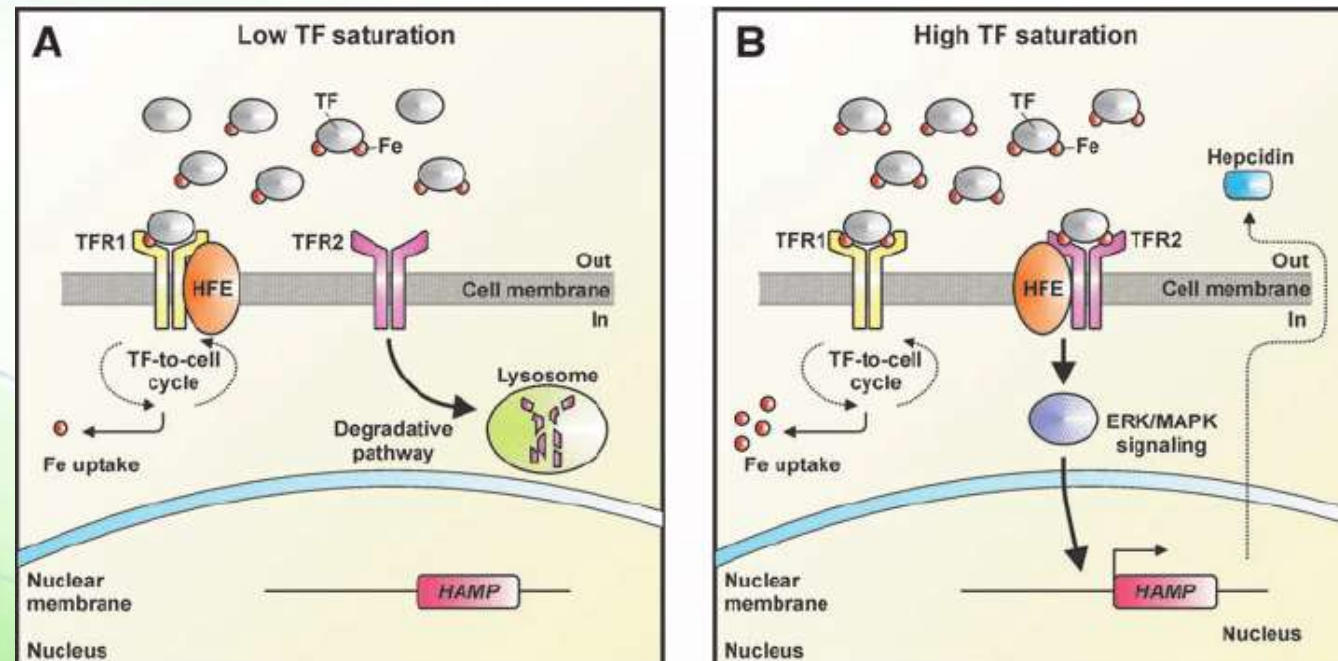 A
Low TF saturation
TF
Fe
TFR1
TFR2
HFE
Out
Cell membrane
In
TF-to-cell
cycle
Lysosome
Degradative
pathway
Fe uptake
Nuclear
membrane
HAMP
Nucleus
B
High TF saturation
TF
Fe
Hepcidin
TFR1
TFR2
HFE
Out
Cell membrane
In
TF-to-cell
cycle
ERK/MAPK
signaling
Fe uptake
Nuclear
membrane
HAMP
Nucleus
Nucleus